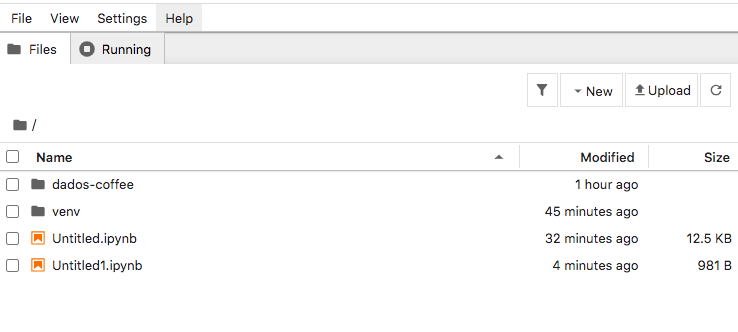 File View Settings Help
Files Running
New Upload
/
Name Modified Size
dados-coffee 1 hour ago
venv 45 minutes ago
Untitled.ipynb 32 minutes ago 12.5 KB
Untitled1.ipynb 4 minutes ago 981 B